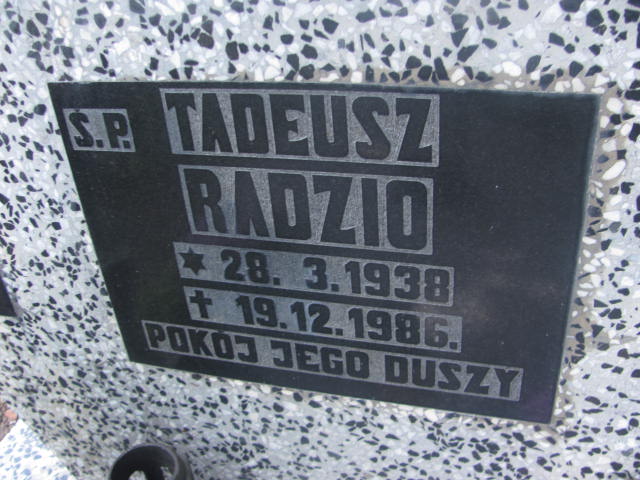 Ś.P. TADEUSZ
RADZIO
* 28. 3.1938
✝ 19.12.1986.
POKÓJ JEGO DUSZY